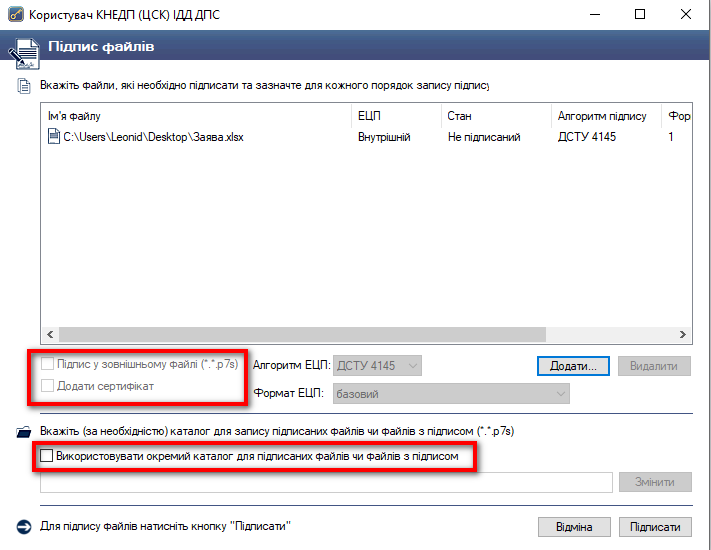 Користувач КНЕДП (ЦСК) ІДД ДПС
Підпис файлів
Вкажіть файли, які необхідно підписати та зазначте для кожного порядок запису підпису
Ім'я файлу ЕЦП Стан Алгоритм підпису Фор
C:\Users\Leonid\Desktop\Заява.xlsx Внутрішній Не підписаний ДСТУ 4145 1
Підпис у зовнішньому файлі (*.*.p7s) Алгоритм ЕЦП: ДСТУ 4145 Додати... Видалити
Додати сертифікат Формат ЕЦП: базовий
Вкажіть (за необхідністю) каталог для запису підписаних файлів чи файлів з підписом (*.*.p7s)
Використовувати окремий каталог для підписаних файлів чи файлів з підписом
Змінити
Для підпису файлів натисніть кнопку "Підписати" Відміна Підписати